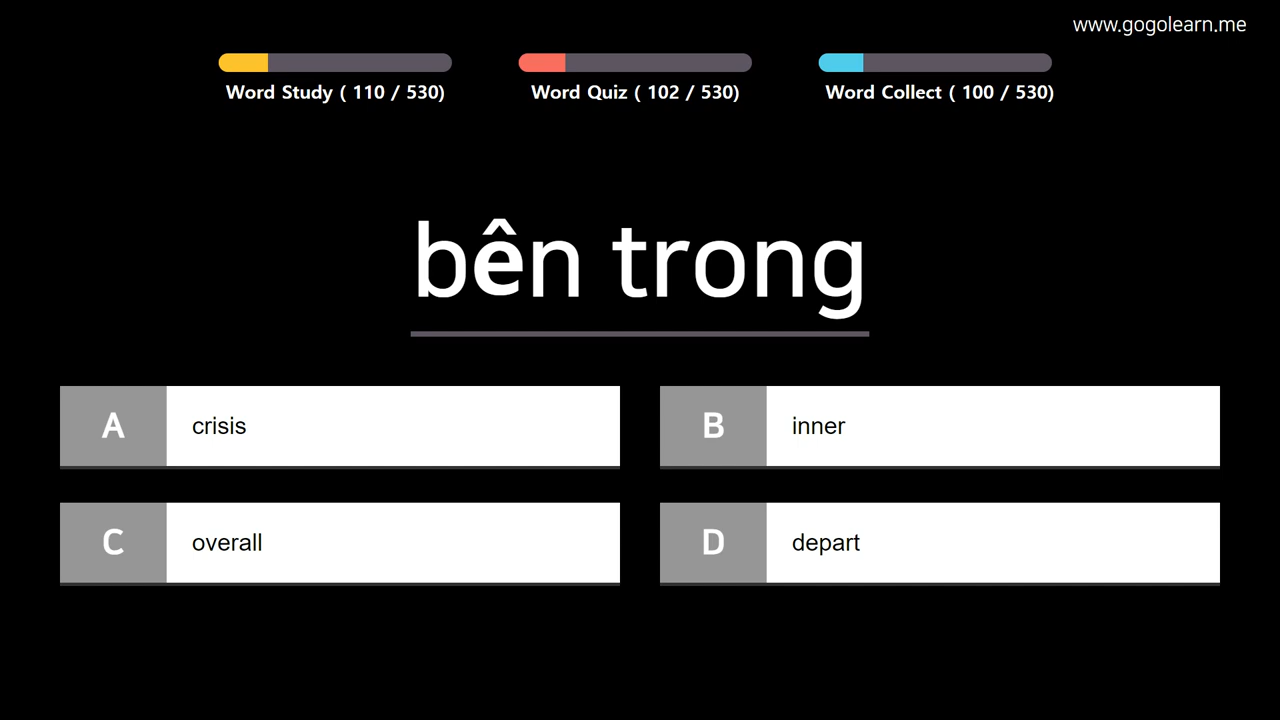 www.gogolearn.me
Word Study ( 110 / 530)
Word Quiz ( 102 / 530)
Word Collect ( 100 / 530)
bên trong
A crisis
B inner
C overall
D depart